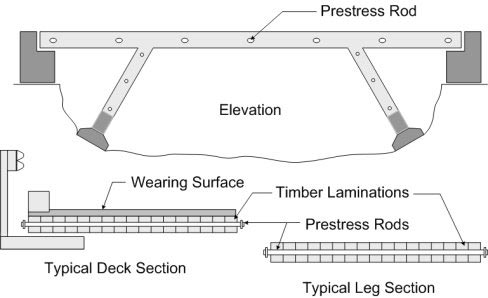 Prestress Rod
Elevation
Wearing Surface
Timber Laminations
Prestress Rods
Typical Deck Section
Typical Leg Section